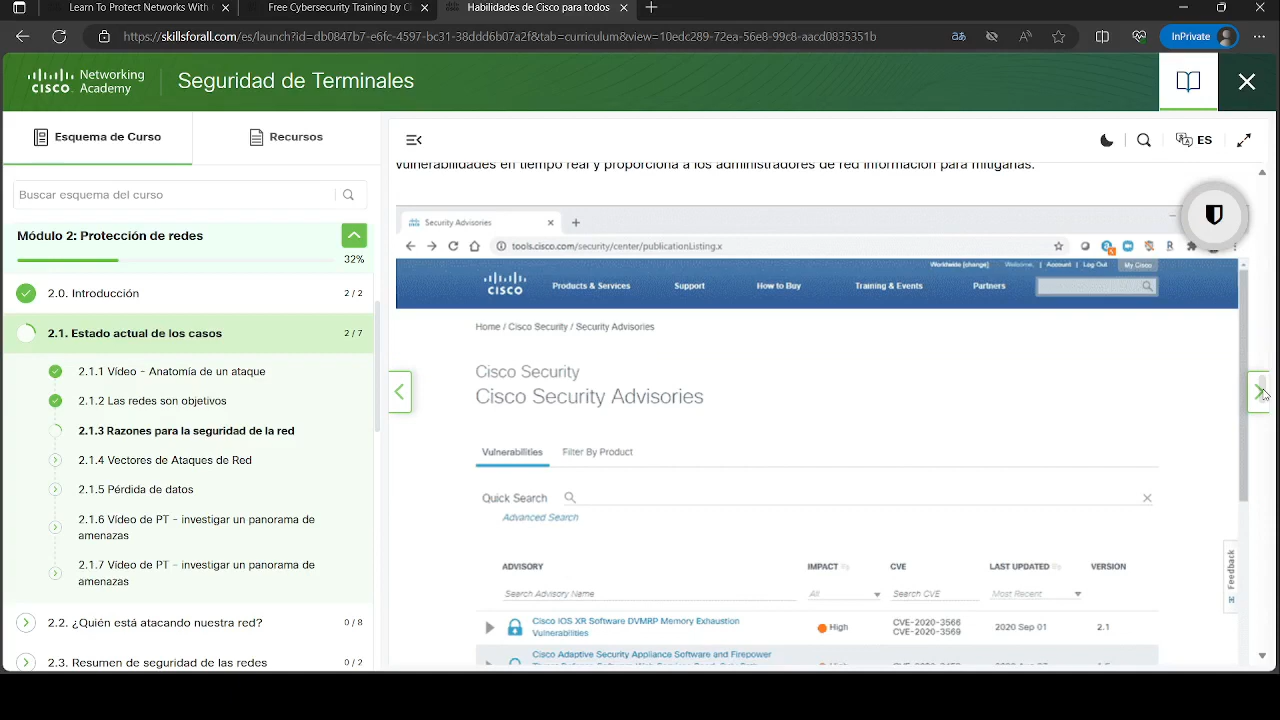 Learn To Protect Networks With C
Free Cybersecurity Training by C
Habilidades de Cisco para todos
https://skillsforall.com/es/launch?id=db0847b7-e6fc-4597-bc31-38ddd6b07a2f&tab=curriculum&view=10edc289-72ea-56e8-99c8-aacd0835351b
InPrivate
CISCO Networking Academy
Seguridad de Terminales
Esquema de Curso
Recursos
Buscar esquema del curso
Módulo 2: Protección de redes
32%
2.0. Introducción 2 / 2
2.1. Estado actual de los casos 2 / 7
2.1.1 Vídeo - Anatomía de un ataque
2.1.2 Las redes son objetivos
2.1.3 Razones para la seguridad de la red
2.1.4 Vectores de Ataques de Red
2.1.5 Pérdida de datos
2.1.6 Vídeo de PT - investigar un panorama de
amenazas
2.1.7 Vídeo de PT - investigar un panorama de
amenazas
2.2. ¿Quién está atacando nuestra red? 0 / 8
2.3. Resumen de seguridad de redes 0 / 2
ES
vulnerabilidades en tiempo real y proporciona a los administradores de red información para mitigarlas.
Security Advisories
tools.cisco.com/security/center/publicationListing.x
Worldwide [change] Welcome, Account Log Out My Cisco
CISCO
Products & Services Support How to Buy Training & Events Partners
Home / Cisco Security / Security Advisories
Cisco Security
Cisco Security Advisories
Vulnerabilities Filter By Product
Quick Search
Advanced Search
Feedback
ADVISORY IMPACT CVE LAST UPDATED VERSION
Search Advisory Name All Search CVE Most Recent
Cisco IOS XR Software DVMRP Memory Exhaustion
Vulnerabilities
High
CVE-2020-3566
CVE-2020-3569
2020 Sep 01
2.1
Cisco Adaptive Security Appliance Software and Firepower